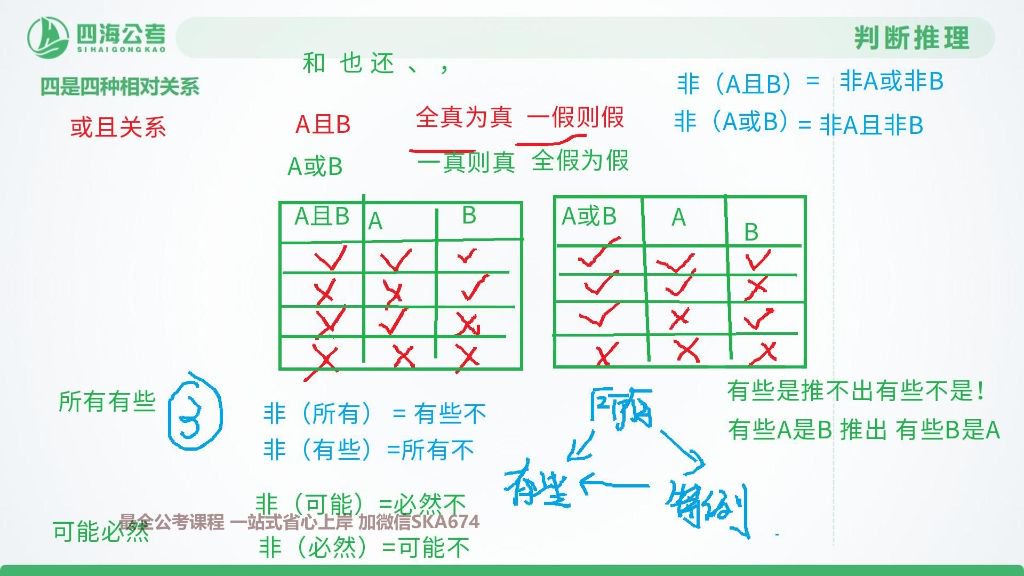 四海公考
SIHAIGONGKAO
判断推理
四是四种相对关系
和 也 还 、 ，
非（A且B）= 非A或非B
或且关系
A且B 全真为真 一假则假
非（A或B）= 非A且非B
A或B 一真则真 全假为假
A且B A B
✓ ✓ ✓
× × ✓
× ✓ ×
× × ×
A或B A B
✓ ✓ ✓
✓ ✓ ×
✓ × ✓
× × ×
所有有些 3
非（所有）= 有些不
非（有些）=所有不
所有
有些 特例
有些是推不出有些不是！
有些A是B 推出 有些B是A
可能必然
非（可能）=必然不
最全公考课程 一站式省心上岸 加微信SKA674
非（必然）=可能不